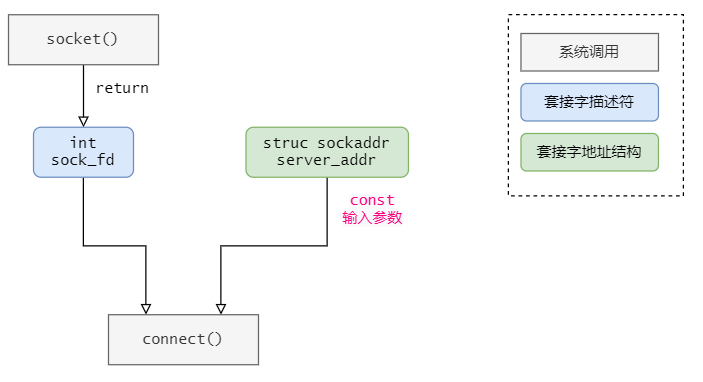 socket()
return
int
sock_fd
struc sockaddr
server_addr
const
输入参数
connect()
系统调用
套接字描述符
套接字地址结构